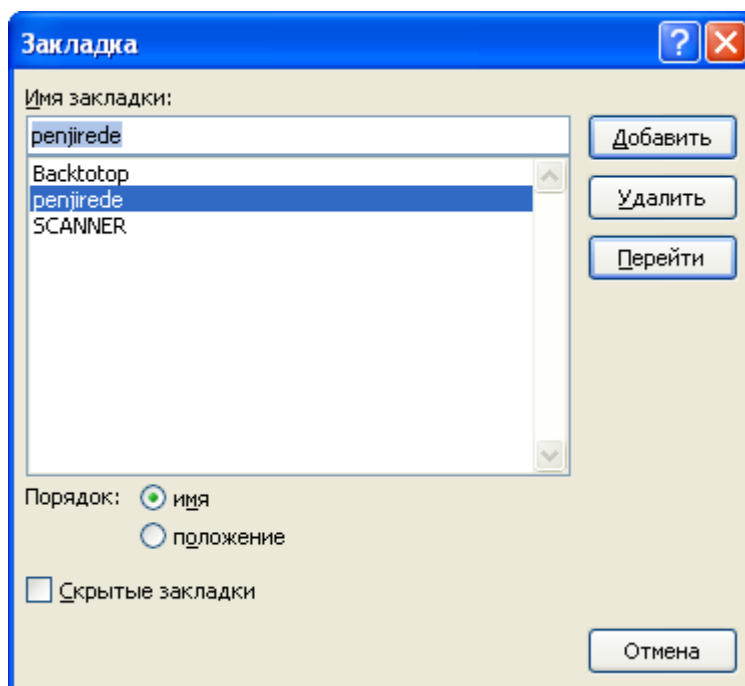 Закладка
Имя закладки:
penjirede
Добавить
Backtotop
penjirede
SCANNER
Удалить
Перейти
Порядок:
имя
положение
Скрытые закладки
Отмена